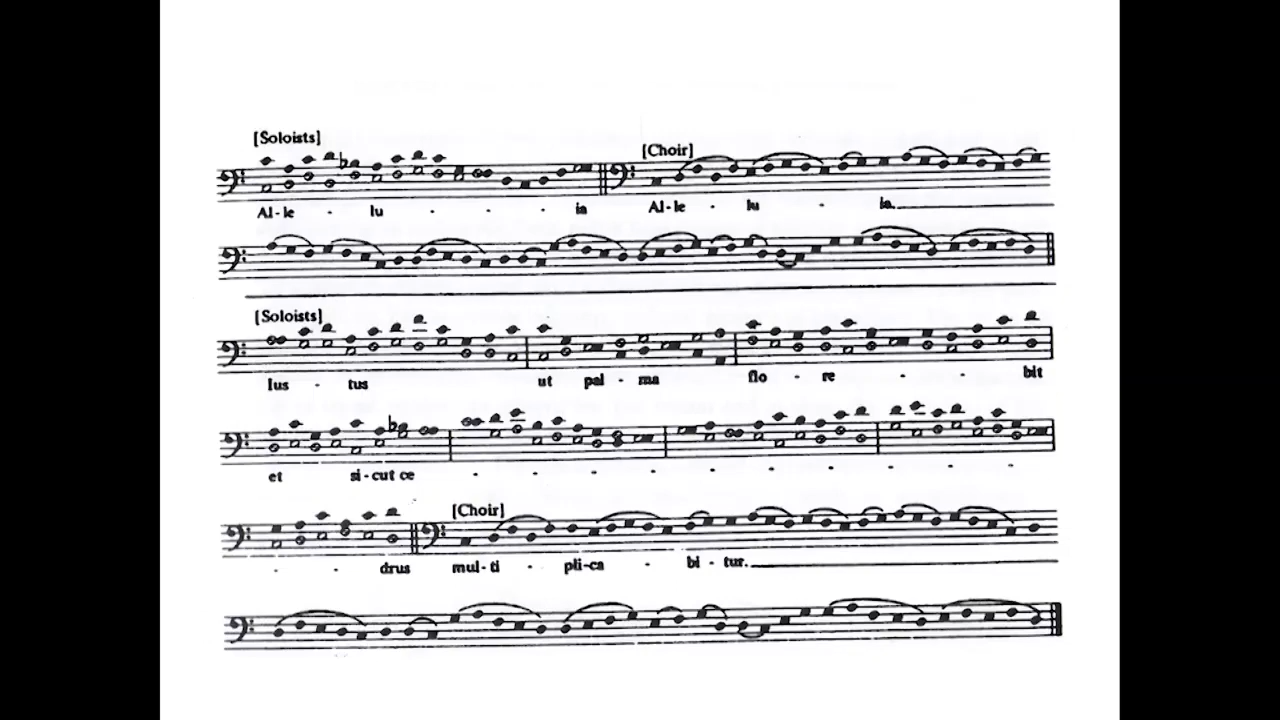 [Soloists]
[Choir]
Al - le - lu - - - ia Al - le - lu - ia.
[Soloists]
Ius - tus ut pal - ma flo - re - - - bit
et si - cut ce - - - - - - - - - -
[Choir]
- - drus mul - ti - pli - ca - bi - tur.